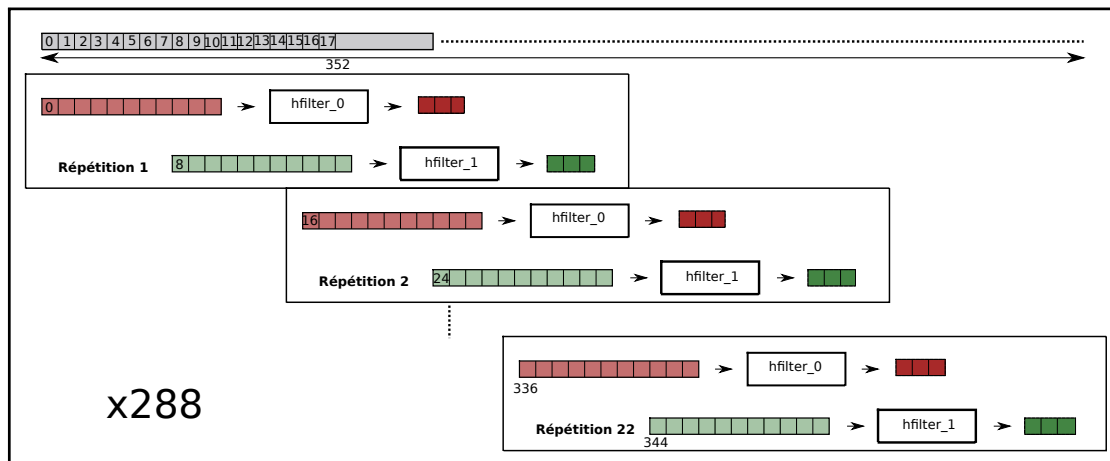 0 1 2 3 4 5 6 7 8 9 10 11 12 13 14 15 16 17
352
0 hfilter_0
Répétition 1 8 hfilter_1
16 hfilter_0
Répétition 2 24 hfilter_1
hfilter_0
336
x288
Répétition 22 hfilter_1
344